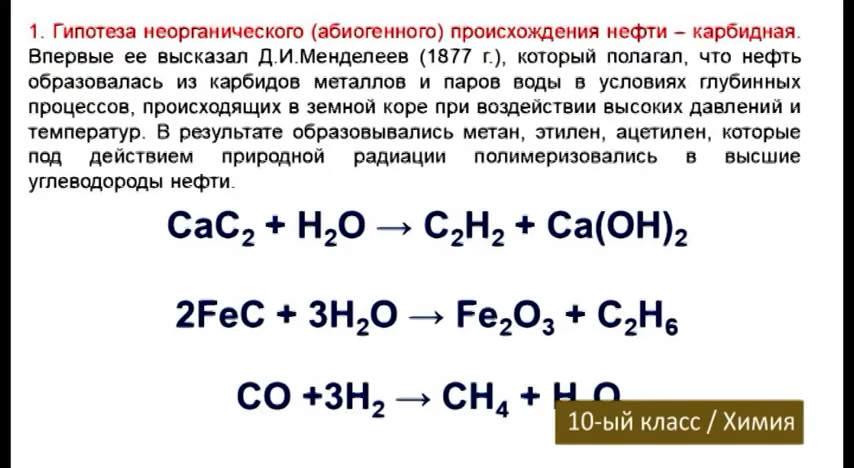 1. Гипотеза неорганического (абиогенного) происхождения нефти – карбидная.
Впервые ее высказал Д.И.Менделеев (1877 г.), который полагал, что нефть
образовалась из карбидов металлов и паров воды в условиях глубинных
процессов, происходящих в земной коре при воздействии высоких давлений и
температур. В результате образовывались метан, этилен, ацетилен, которые
под действием природной радиации полимеризовались в высшие
углеводороды нефти.
CaC₂ + H₂O → C₂H₂ + Ca(OH)₂
2FeC + 3H₂O → Fe₂O₃ + C₂H₆
CO +3H₂ → CH₄ + H₂O
10-ый класс / Химия